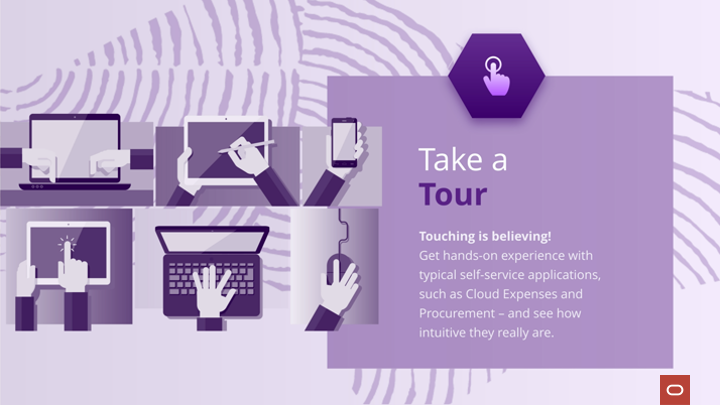 Take a
Tour
Touching is believing!
Get hands-on experience with
typical self-service applications,
such as Cloud Expenses and
Procurement – and see how
intuitive they really are.